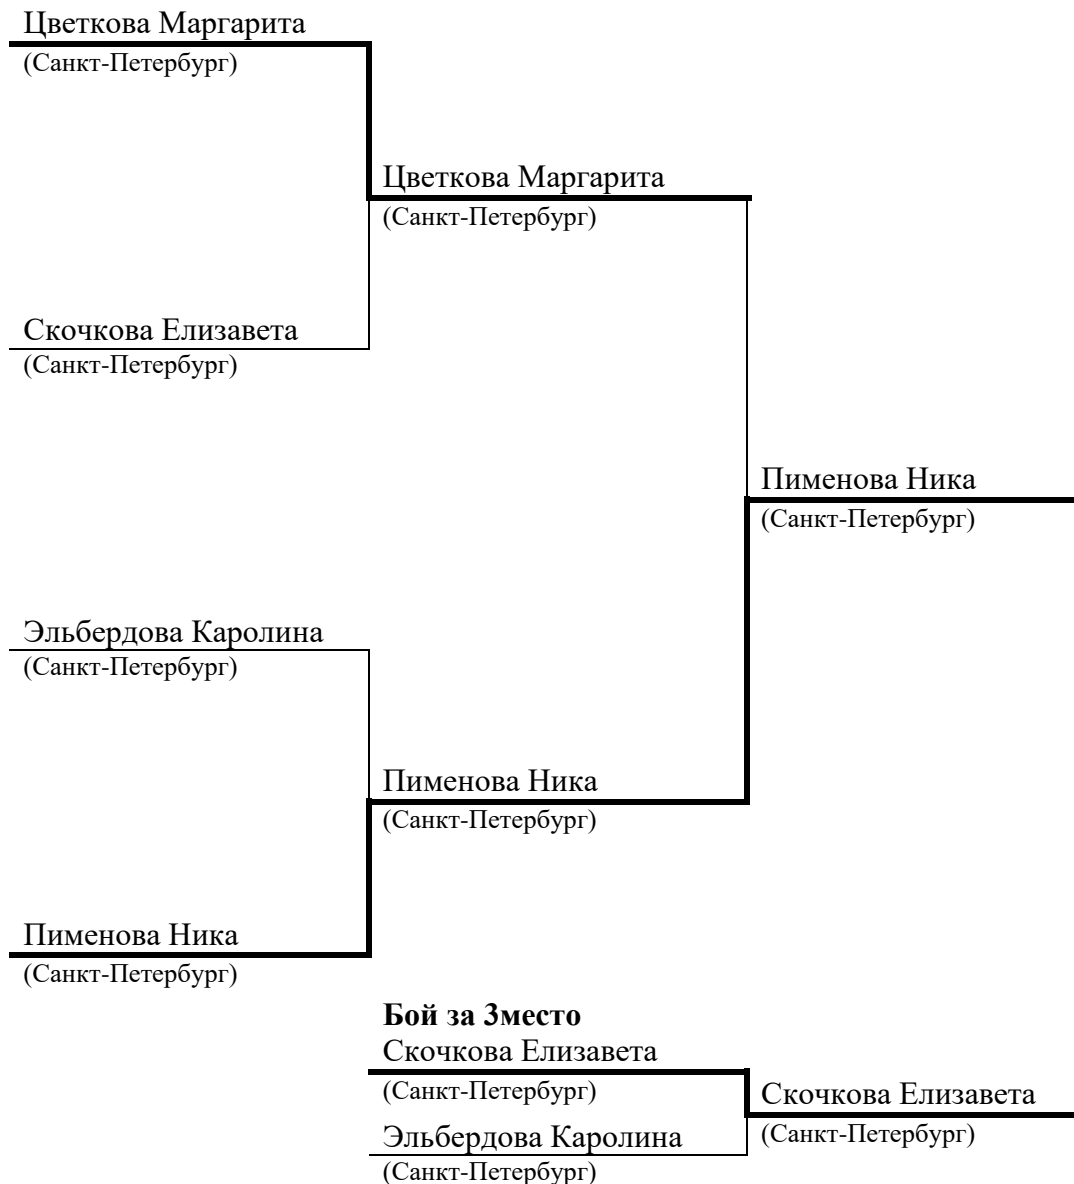 Цветкова Маргарита
(Санкт-Петербург)
Цветкова Маргарита
(Санкт-Петербург)
Скочкова Елизавета
(Санкт-Петербург)
Пименова Ника
(Санкт-Петербург)
Эльбердова Каролина
(Санкт-Петербург)
Пименова Ника
(Санкт-Петербург)
Пименова Ника
(Санкт-Петербург)
Бой за 3место
Скочкова Елизавета
(Санкт-Петербург)
Скочкова Елизавета
(Санкт-Петербург)
Эльбердова Каролина
(Санкт-Петербург)